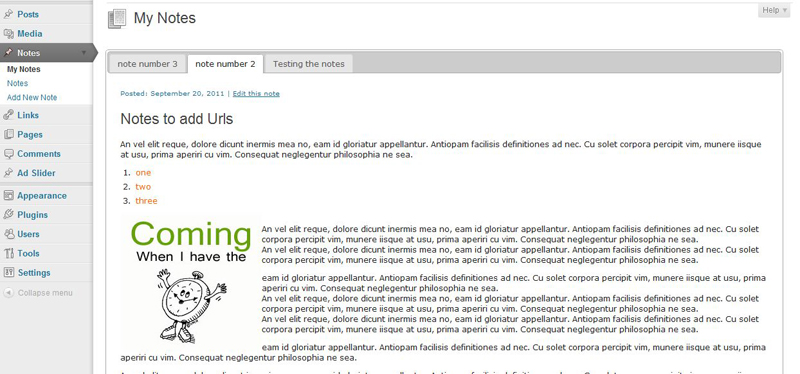 Posts
Media
Notes
My Notes
Notes
Add New Note
Links
Pages
Comments
Ad Slider
Appearance
Plugins
Users
Tools
Settings
Collapse menu
My Notes
Help
note number 3
note number 2
Testing the notes
Posted: September 20, 2011 | Edit this note
Notes to add Urls
An vel elit reque, dolore dicunt inermis mea no, eam id gloriatur appellantur. Antiopam facilisis definitiones ad nec. Cu solet corpora percipit vim, munere iisque
at usu, prima aperiri cu vim. Consequat neglegentur philosophia ne sea.
1. one
2. two
3. three
Coming
When I have the
An vel elit reque, dolore dicunt inermis mea no, eam id gloriatur appellantur. Antiopam facilisis definitiones ad nec. Cu solet
corpora percipit vim, munere iisque at usu, prima aperiri cu vim. Consequat neglegentur philosophia ne sea.
An vel elit reque, dolore dicunt inermis mea no, eam id gloriatur appellantur. Antiopam facilisis definitiones ad nec. Cu solet
corpora percipit vim, munere iisque at usu, prima aperiri cu vim. Consequat neglegentur philosophia ne sea.
eam id gloriatur appellantur. Antiopam facilisis definitiones ad nec. Cu solet corpora percipit vim, munere iisque at usu, prima
aperiri cu vim. Consequat neglegentur philosophia ne sea.
An vel elit reque, dolore dicunt inermis mea no, eam id gloriatur appellantur. Antiopam facilisis definitiones ad nec. Cu solet
corpora percipit vim, munere iisque at usu, prima aperiri cu vim. Consequat neglegentur philosophia ne sea.
An vel elit reque, dolore dicunt inermis mea no, eam id gloriatur appellantur. Antiopam facilisis definitiones ad nec. Cu solet
corpora percipit vim, munere iisque at usu, prima aperiri cu vim. Consequat neglegentur philosophia ne sea.
eam id gloriatur appellantur. Antiopam facilisis definitiones ad nec. Cu solet corpora percipit vim, munere iisque at usu, prima
aperiri cu vim. Consequat neglegentur philosophia ne sea.